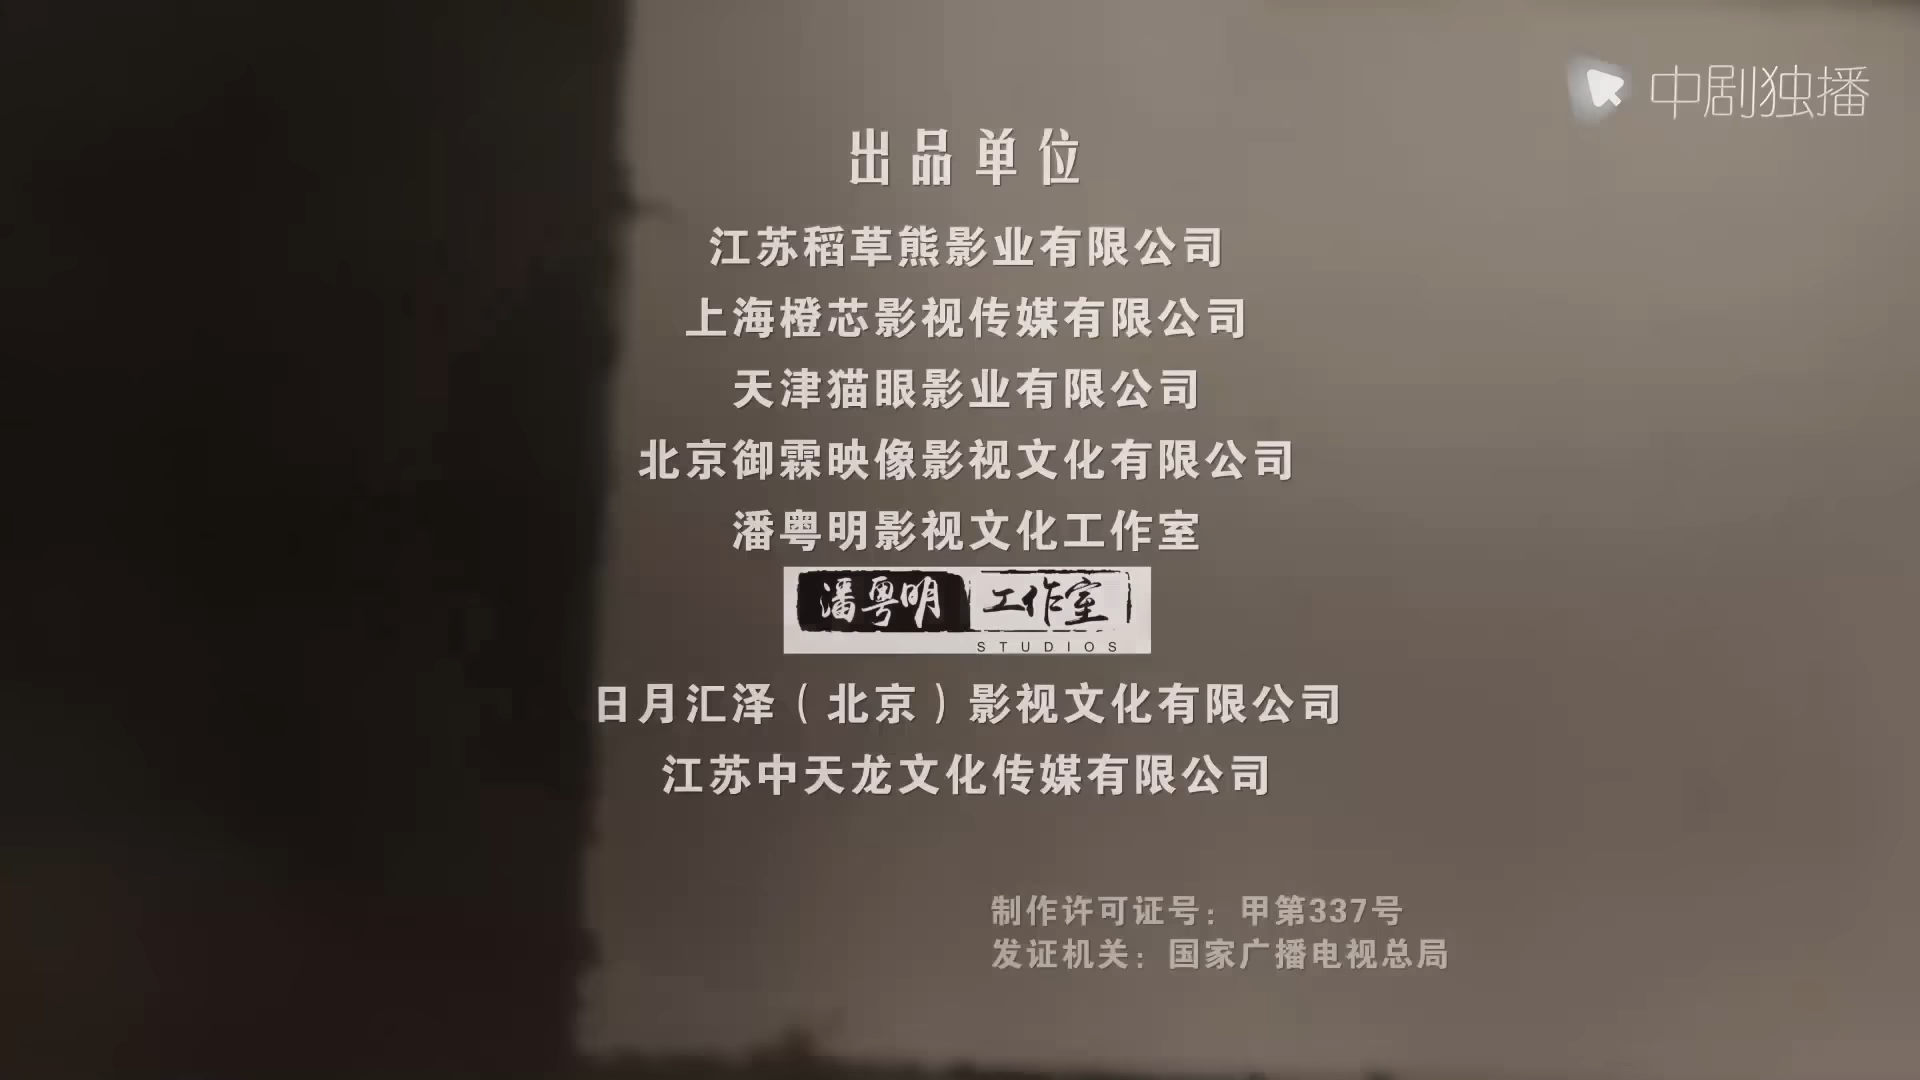 中剧独播
出品单位
江苏稻草熊影业有限公司
上海橙芯影视传媒有限公司
天津猫眼影业有限公司
北京御霖映像影视文化有限公司
潘粤明影视文化工作室
潘粤明 工作室
STUDIOS
日月汇泽（北京）影视文化有限公司
江苏中天龙文化传媒有限公司
制作许可证号：甲第337号
发证机关：国家广播电视总局